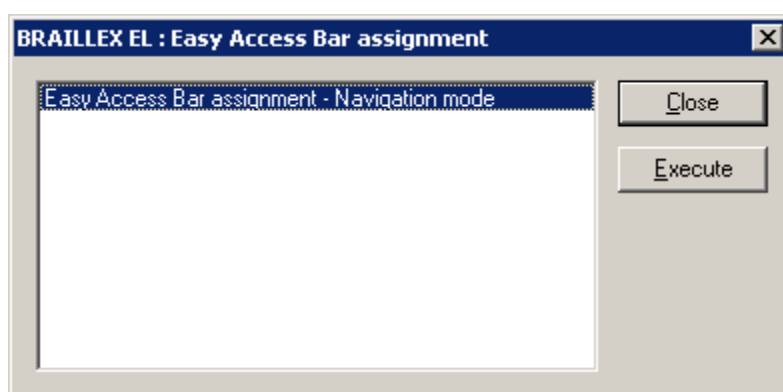 BRAILLEX EL : Easy Access Bar assignment
Easy Access Bar assignment - Navigation mode
Close
Execute